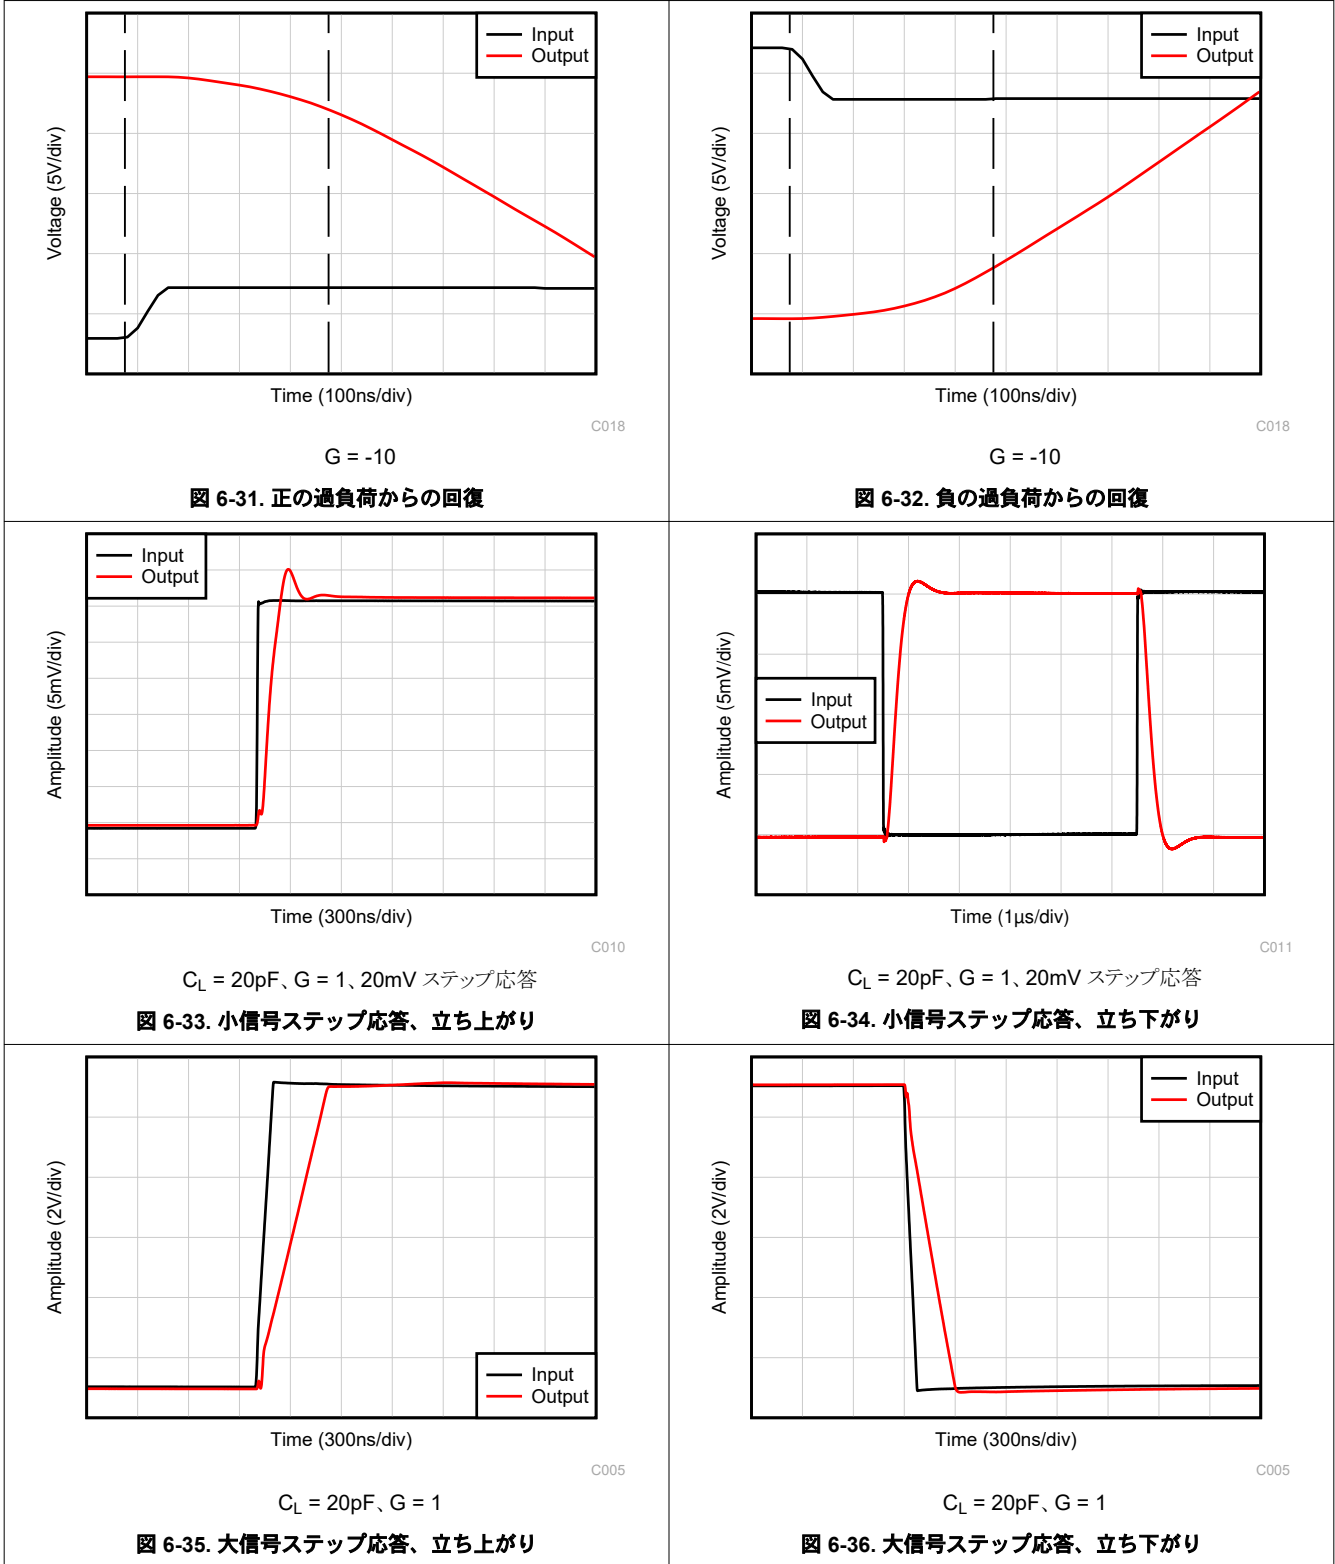 Input
Output
Voltage (5V/div)
Time (100ns/div)
C018
G = -10
図 6-31. 正の過負荷からの回復
Input
Output
Voltage (5V/div)
Time (100ns/div)
C018
G = -10
図 6-32. 負の過負荷からの回復
Input
Output
Amplitude (5mV/div)
Time (300ns/div)
C010
CL = 20pF、G = 1、20mV ステップ応答
図 6-33. 小信号ステップ応答、立ち上がり
Input
Output
Amplitude (5mV/div)
Time (1μs/div)
C011
CL = 20pF、G = 1、20mV ステップ応答
図 6-34. 小信号ステップ応答、立ち下がり
Input
Output
Amplitude (2V/div)
Time (300ns/div)
C005
CL = 20pF、G = 1
図 6-35. 大信号ステップ応答、立ち上がり
Input
Output
Amplitude (2V/div)
Time (300ns/div)
C005
CL = 20pF、G = 1
図 6-36. 大信号ステップ応答、立ち下がり